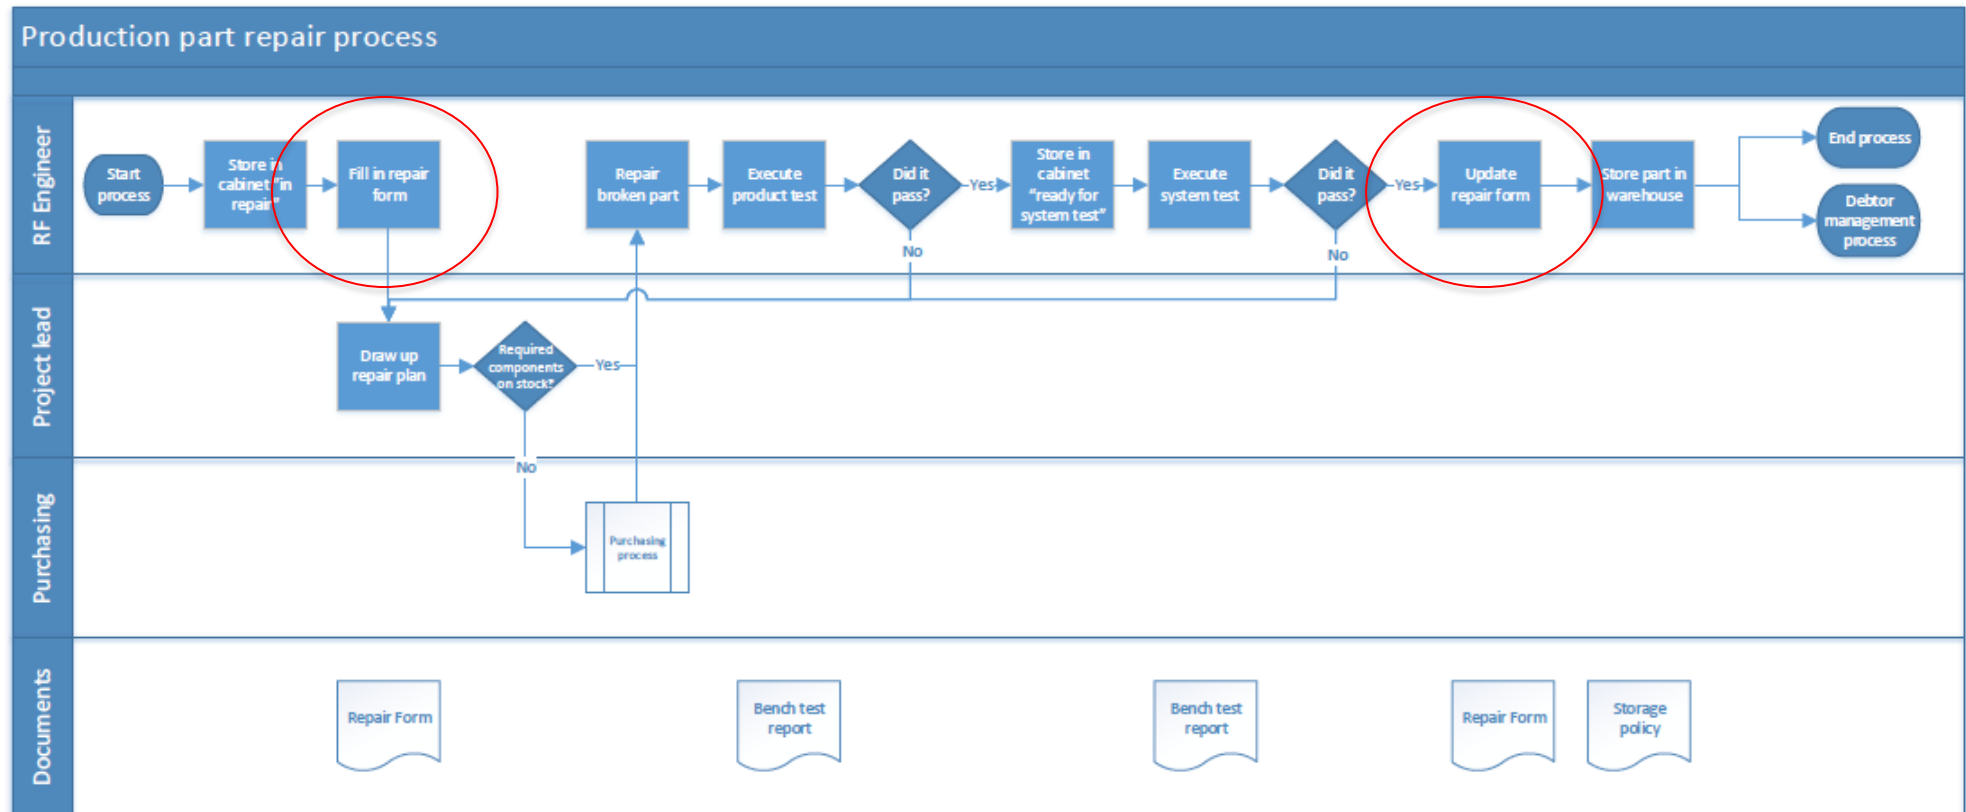 Production part repair process
RF Engineer
Start
process
Store in
cabinet "in
repair"
Fill in repair
form
Repair
broken part
Execute
product test
Did it
pass?
Yes
No
Store in
cabinet
"ready for
system test"
Execute
system test
Did it
pass?
Yes
No
Update
repair form
Store part in
warehouse
End process
Debtor
management
process
Project lead
Draw up
repair plan
Required
components
on stock?
Yes
No
Purchasing
Purchasing
process
Documents
Repair Form
Bench test
report
Bench test
report
Repair Form
Storage
policy